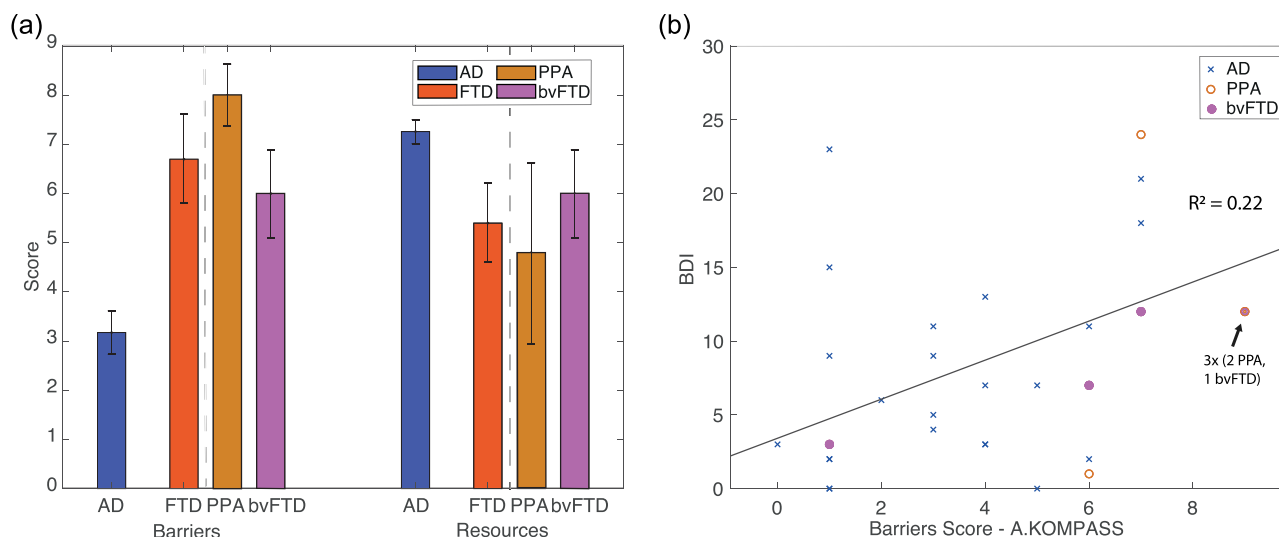 (a)
9
8
7
6
5
4
3
2
1
0
Score
AD PPA
FTD bvFTD
AD FTD PPA bvFTD AD FTD PPA bvFTD
Barriers Resources
(b)
30
25
20
15
10
5
0
BDI
AD
PPA
bvFTD
R² = 0.22
3x (2 PPA,
1 bvFTD)
0 2 4 6 8
Barriers Score - A.KOMPASS